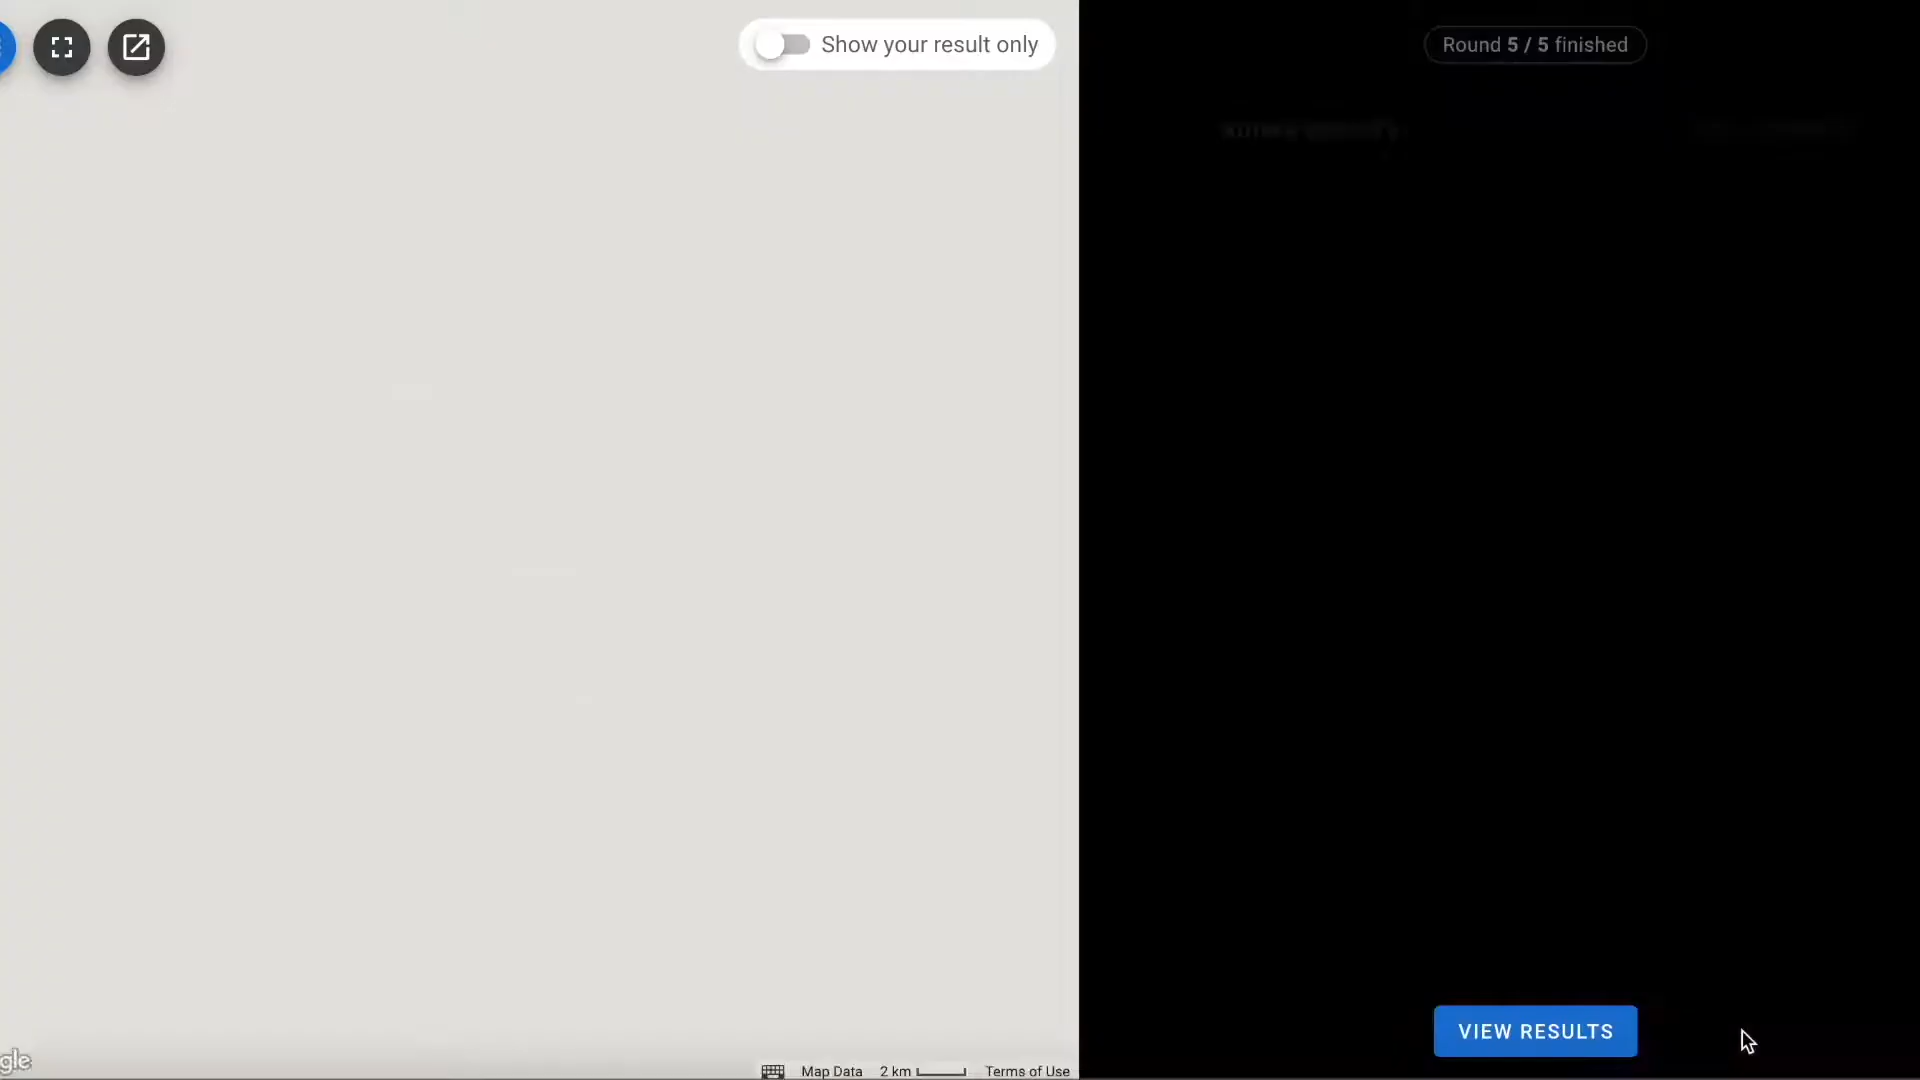 Show your result only
Round 5 / 5 finished
VIEW RESULTS
gle
Map Data 2 km Terms of Use